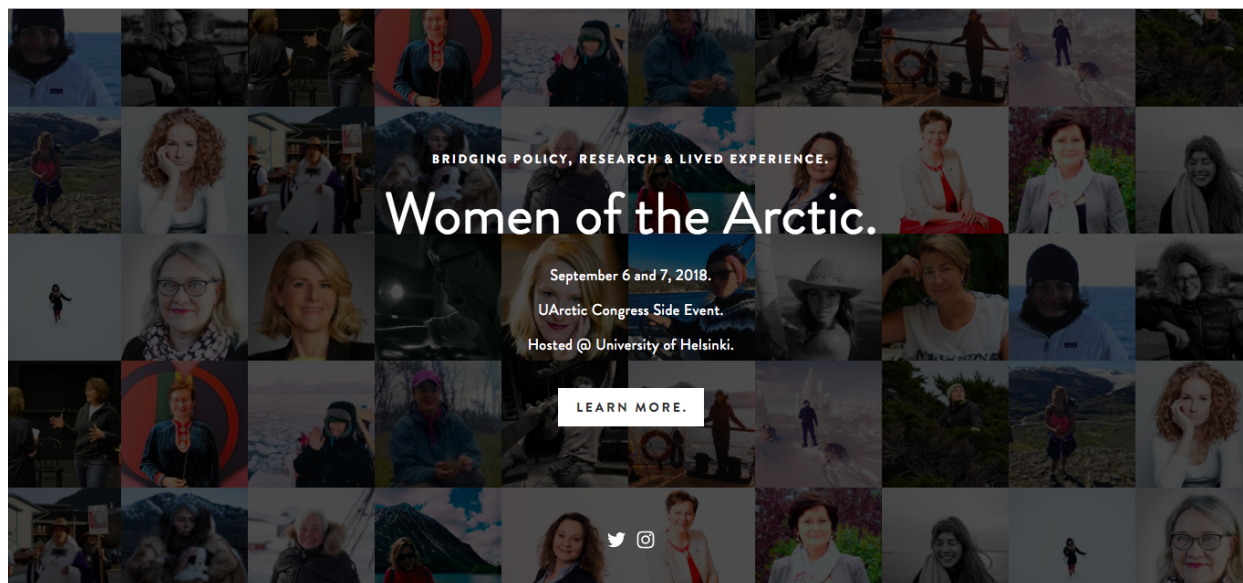 BRIDGING POLICY, RESEARCH & LIVED EXPERIENCE.
Women of the Arctic.
September 6 and 7, 2018.
UArctic Congress Side Event.
Hosted @ University of Helsinki.
LEARN MORE.